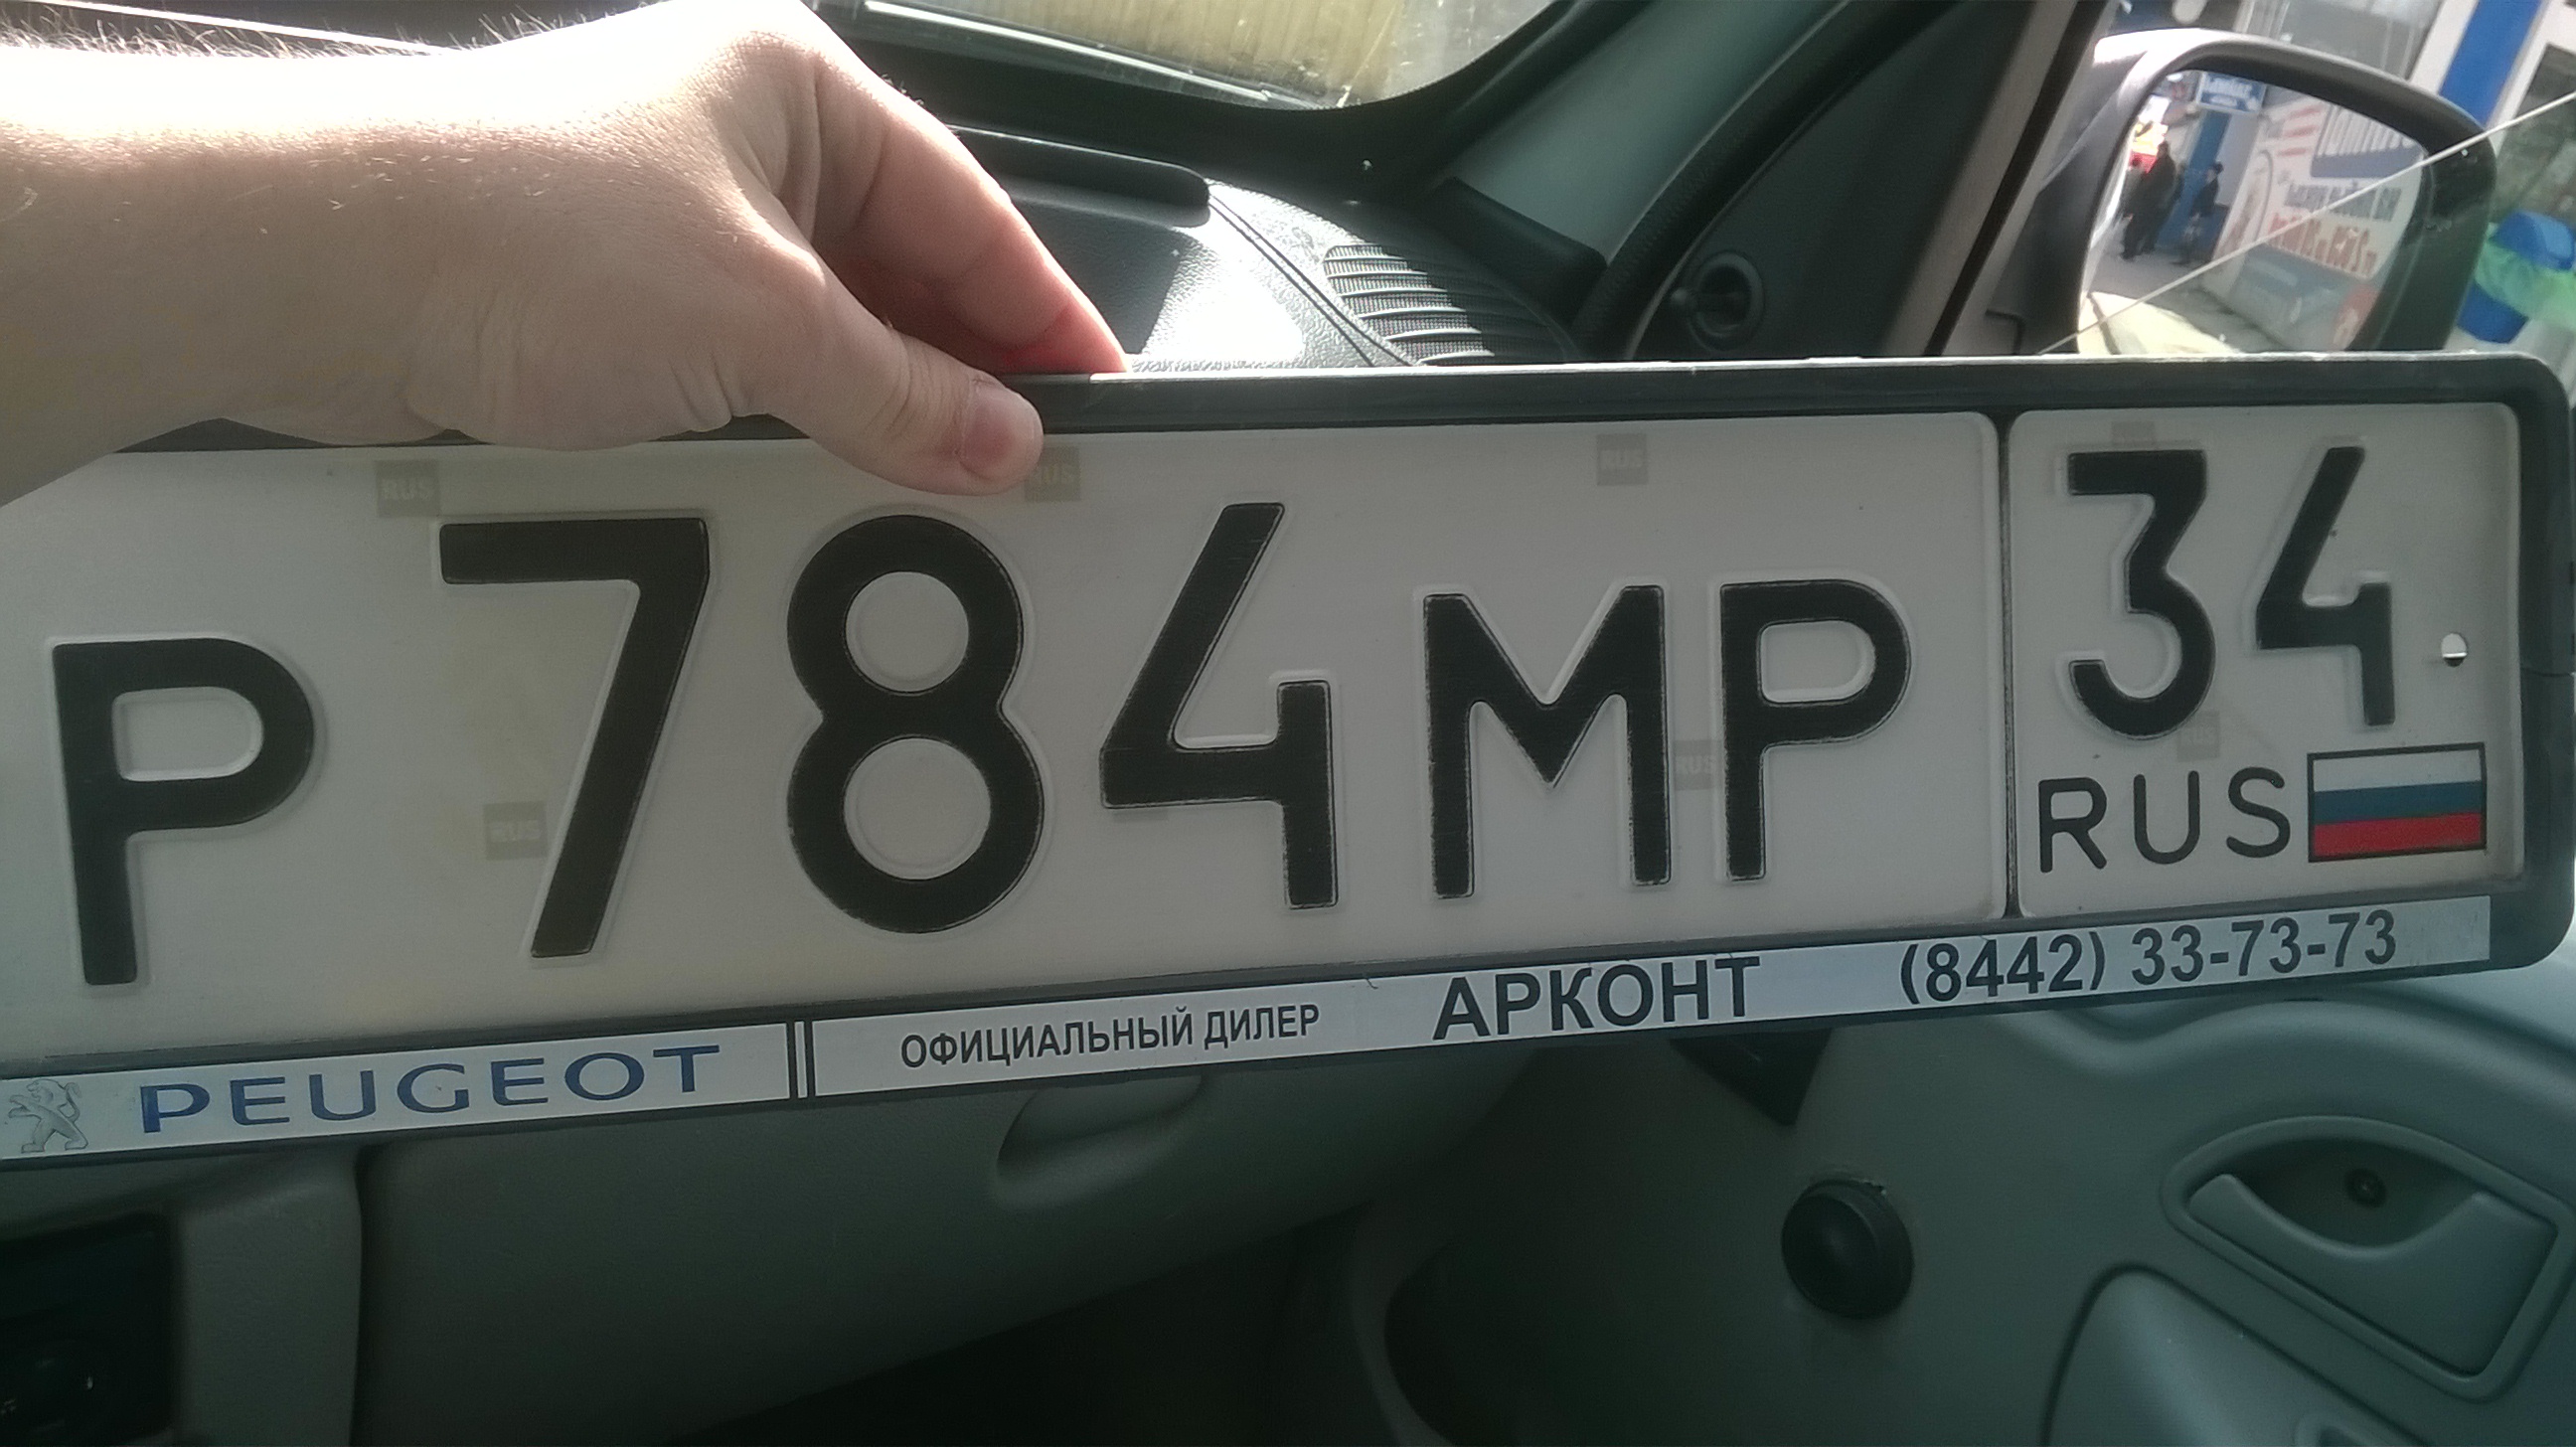 Р784МР 34
RUS
PEUGEOT ОФИЦИАЛЬНЫЙ ДИЛЕР АРКОНТ (8442) 33-73-73